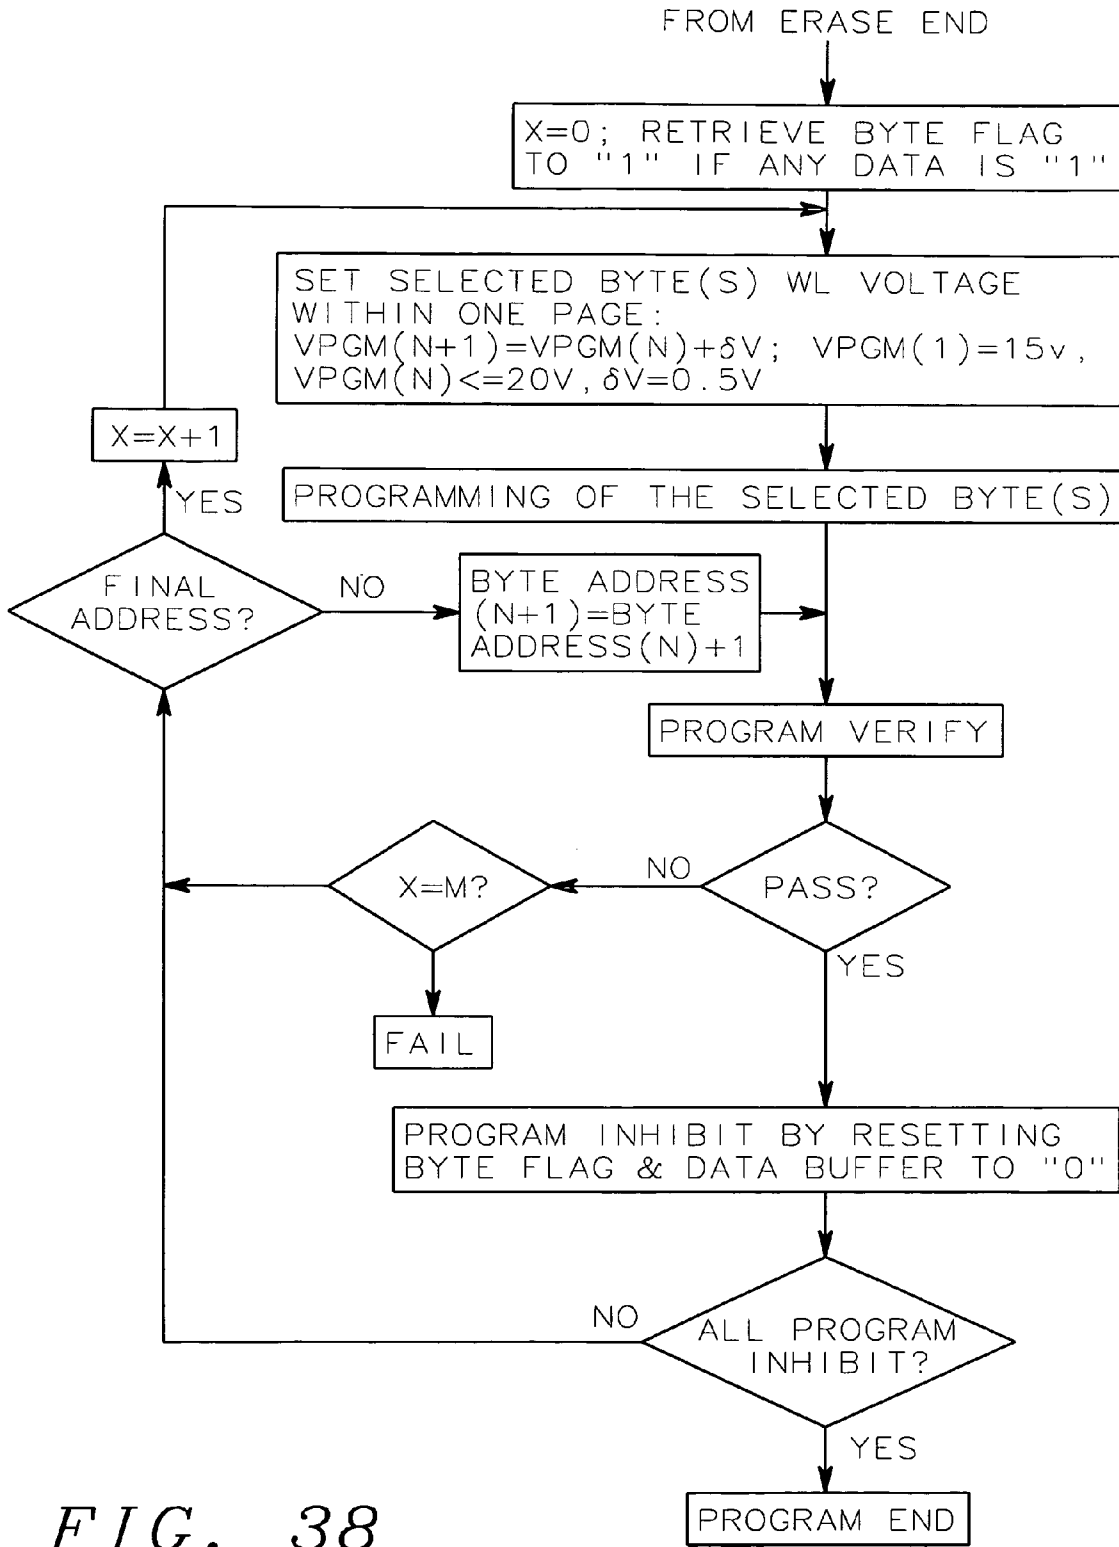 FROM ERASE END
X=0; RETRIEVE BYTE FLAG
TO "1" IF ANY DATA IS "1"
SET SELECTED BYTE(S) WL VOLTAGE
WITHIN ONE PAGE:
VPGM(N+1)=VPGM(N)+δV; VPGM(1)=15v,
VPGM(N)<=20V, δV=0.5V
X=X+1
YES
PROGRAMMING OF THE SELECTED BYTE(S)
FINAL
ADDRESS?
NO
BYTE ADDRESS
(N+1)=BYTE
ADDRESS(N)+1
PROGRAM VERIFY
X=M?
NO
PASS?
YES
FAIL
PROGRAM INHIBIT BY RESETTING
BYTE FLAG & DATA BUFFER TO "0"
NO
ALL PROGRAM
INHIBIT?
YES
PROGRAM END
FIG. 38